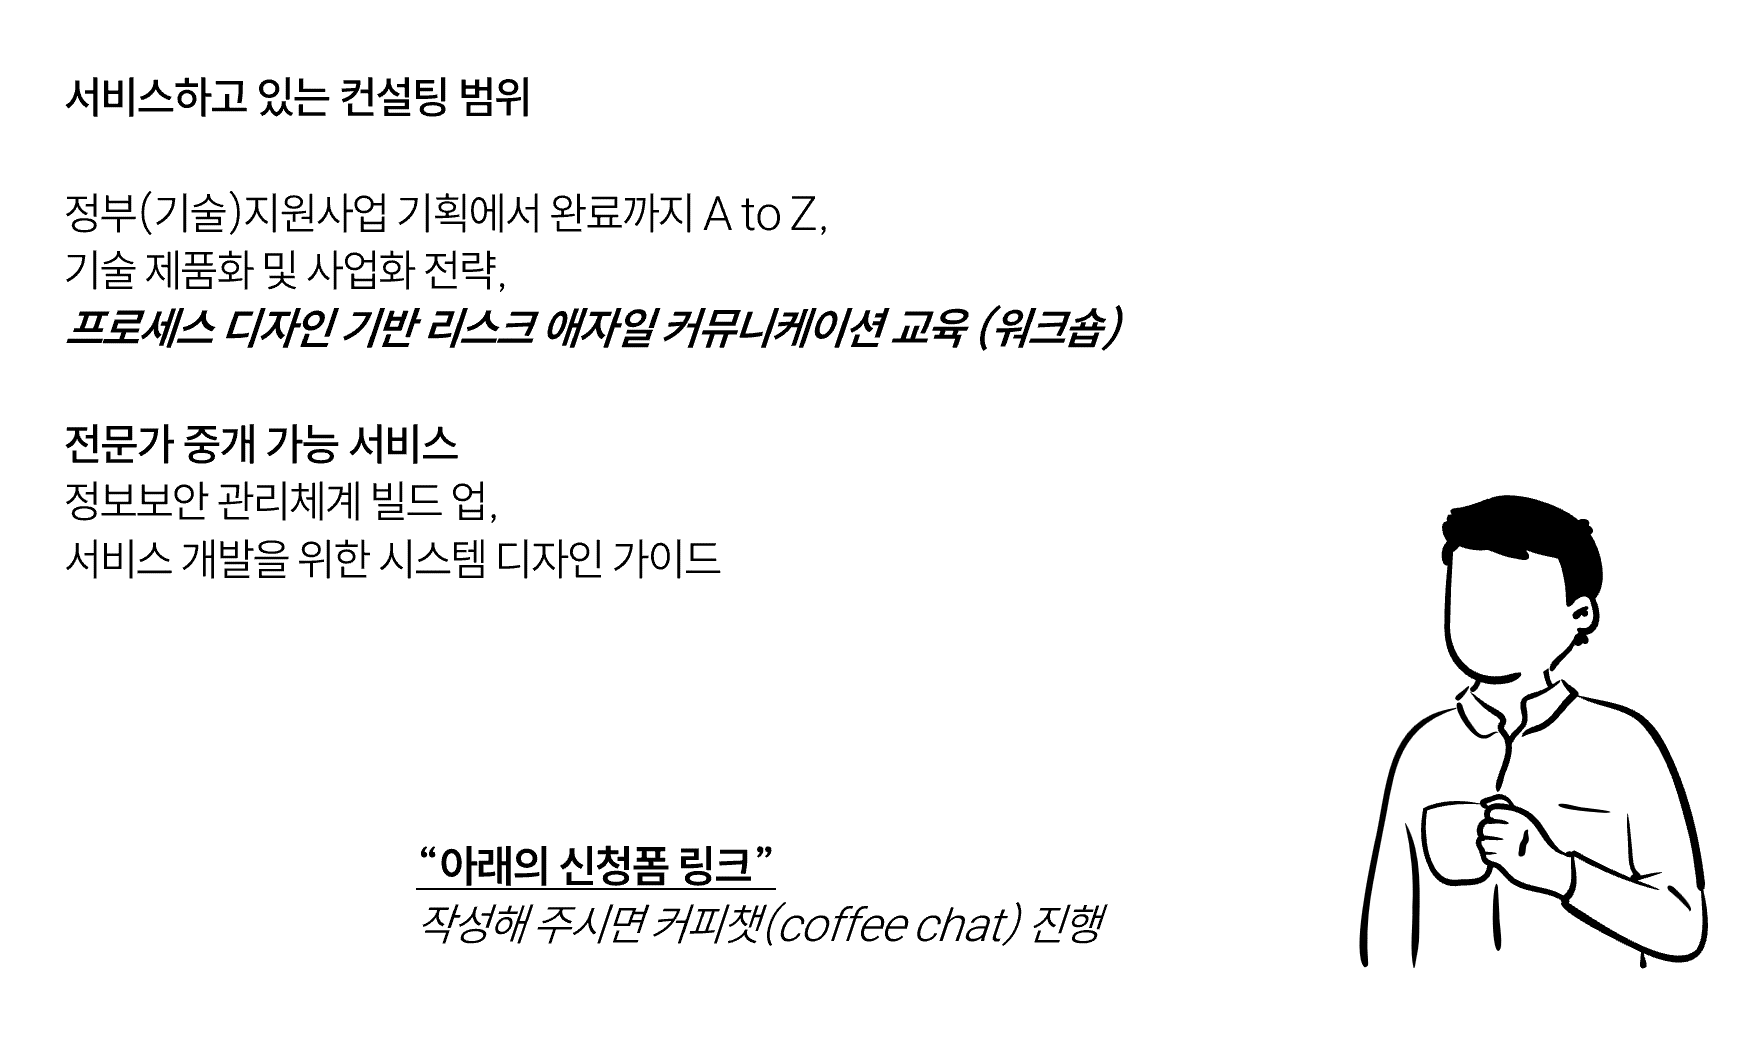 서비스하고 있는 컨설팅 범위
정부(기술)지원사업 기획에서 완료까지 A to Z,
기술 제품화 및 사업화 전략,
프로세스 디자인 기반 리스크 애자일 커뮤니케이션 교육 (워크숍)
전문가 중개 가능 서비스
정보보안 관리체계 빌드 업,
서비스 개발을 위한 시스템 디자인 가이드
“아래의 신청폼 링크”
작성해 주시면 커피챗(coffee chat) 진행